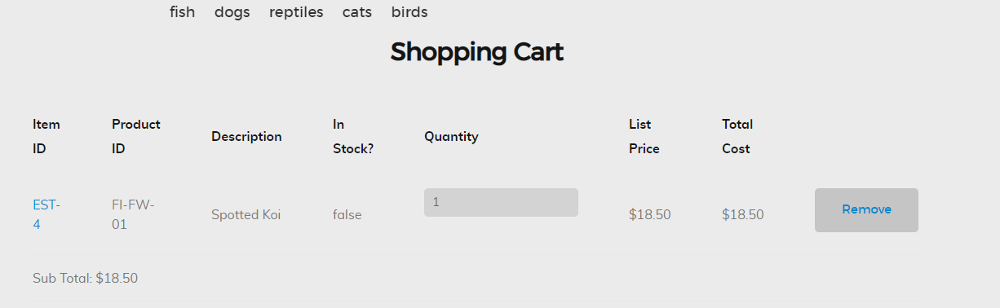 fish dogs reptiles cats birds
Shopping Cart
Item ID Product ID Description In Stock? Quantity List Price Total Cost
EST-4 FI-FW-01 Spotted Koi false 1 $18.50 $18.50 Remove
Sub Total: $18.50